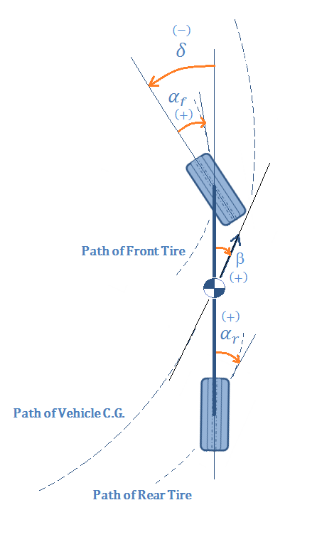 (−)
δ
α_f
(+)
Path of Front Tire
β
(+)
(+)
α_r
Path of Vehicle C.G.
Path of Rear Tire